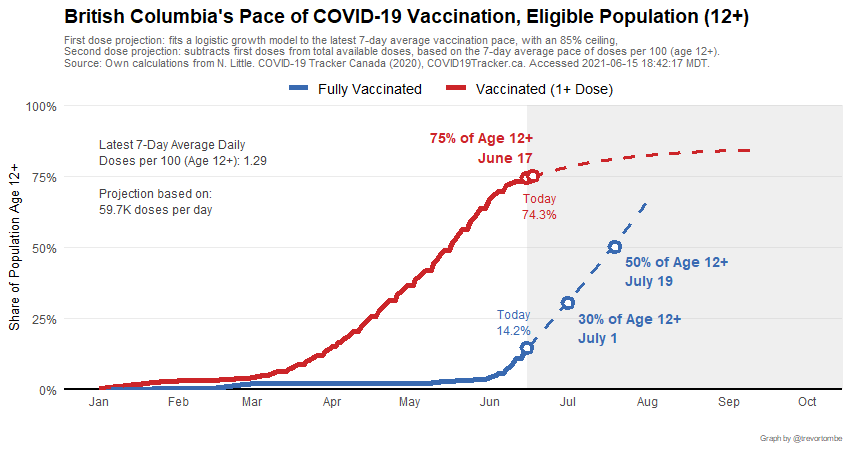 British Columbia's Pace of COVID-19 Vaccination, Eligible Population (12+)
First dose projection: fits a logistic growth model to the latest 7-day average vaccination pace, with an 85% ceiling,
Second dose projection: subtracts first doses from total available doses, based on the 7-day average pace of doses per 100 (age 12+).
Source: Own calculations from N. Little. COVID-19 Tracker Canada (2020), COVID19Tracker.ca. Accessed 2021-06-15 18:42:17 MDT.
Fully Vaccinated Vaccinated (1+ Dose)
100%
75%
50%
25%
0%
Share of Population Age 12+
Latest 7-Day Average Daily
Doses per 100 (Age 12+): 1.29
Projection based on:
59.7K doses per day
75% of Age 12+
June 17
Today
74.3%
50% of Age 12+
July 19
Today
14.2%
30% of Age 12+
July 1
Jan Feb Mar Apr May Jun Jul Aug Sep Oct
Graph by @trevortombe